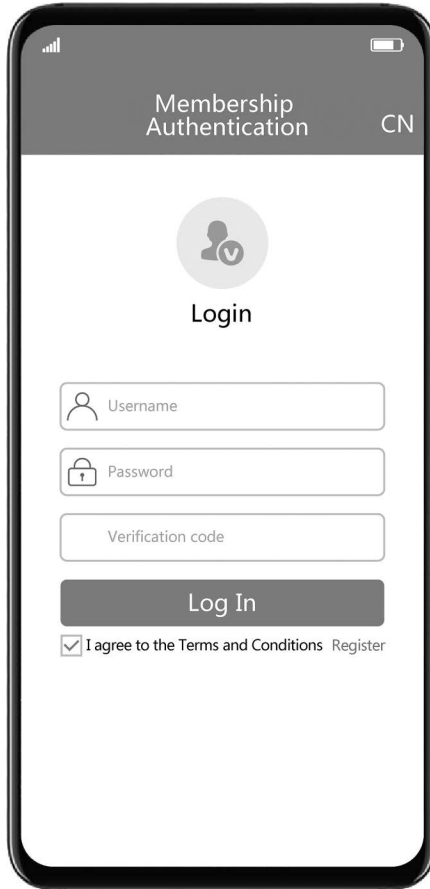 Membership
Authentication
CN
Login
Username
Password
Verification code
Log In
I agree to the Terms and Conditions Register